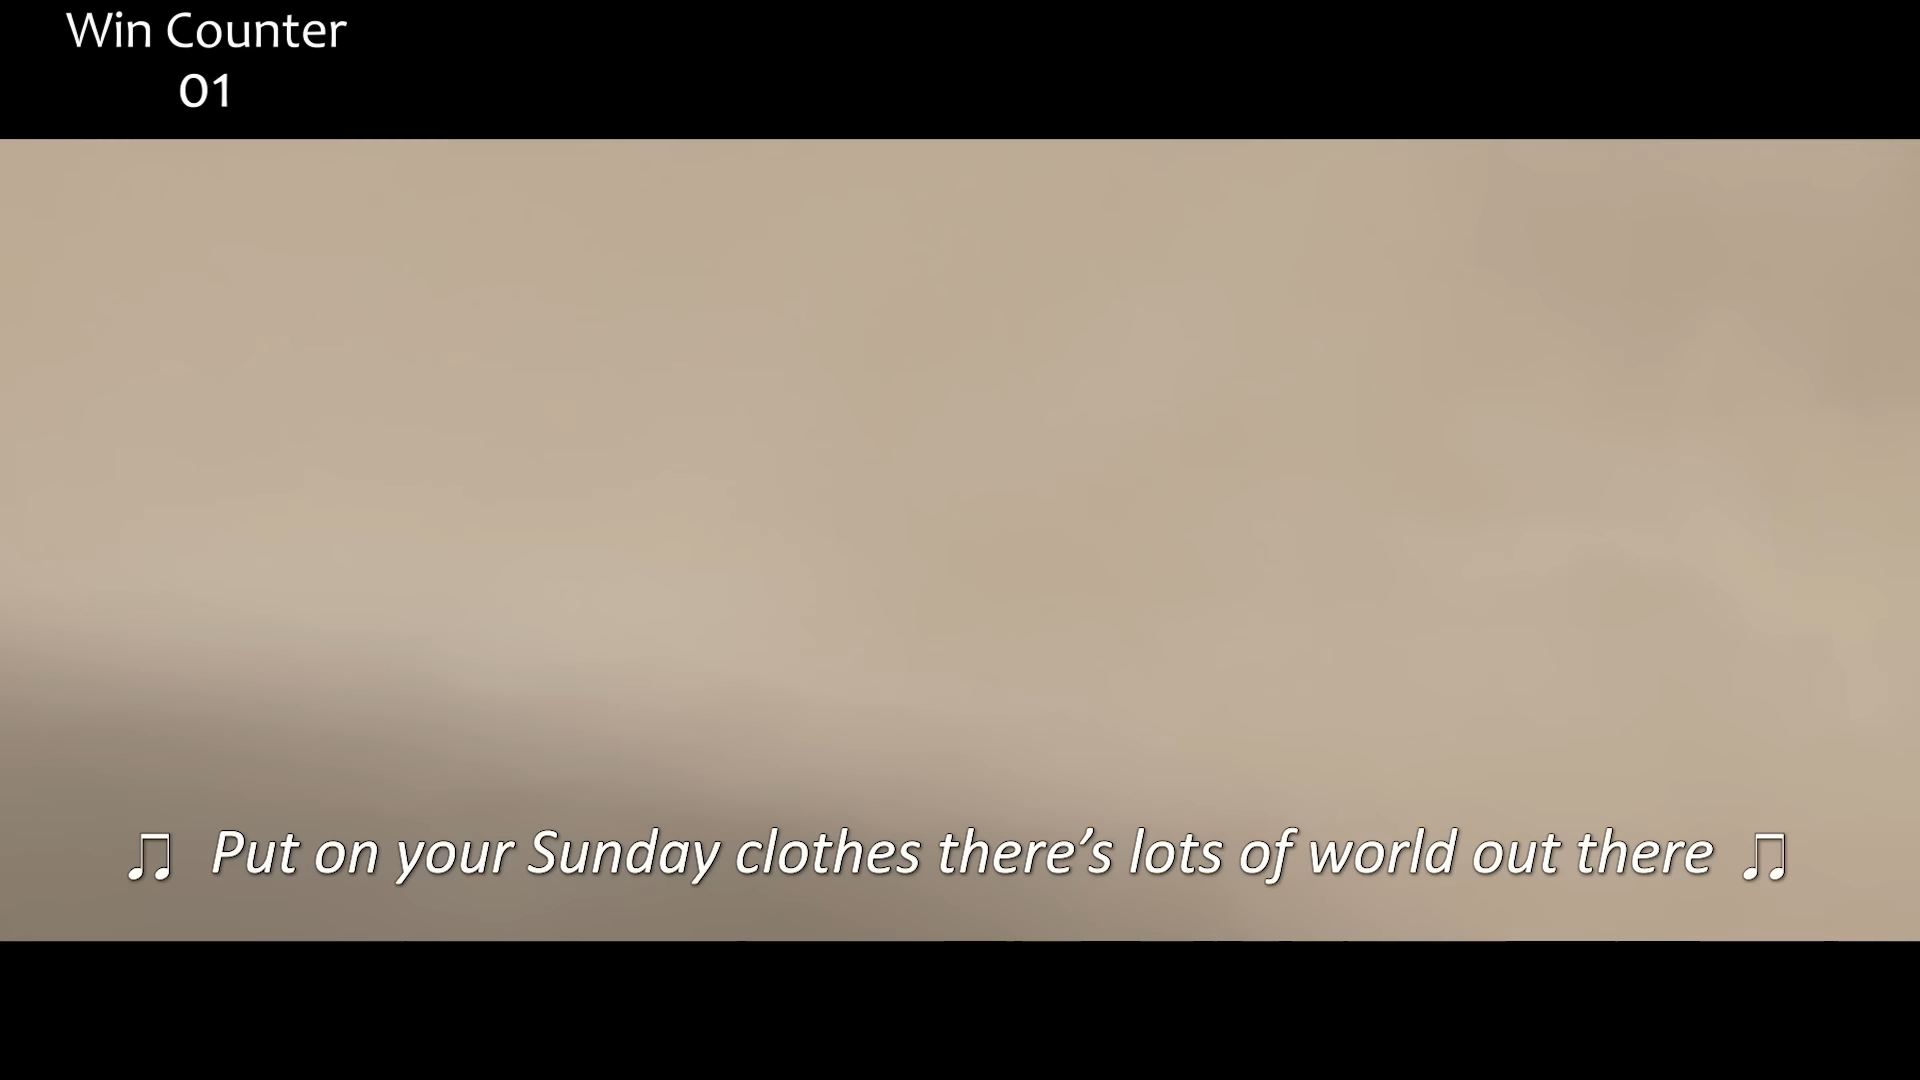 Win Counter
01
♫ Put on your Sunday clothes there’s lots of world out there ♫